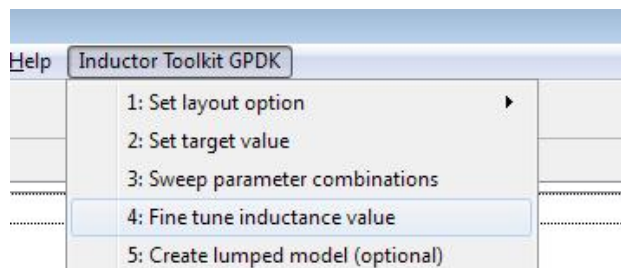 Help Inductor Toolkit GPDK
1: Set layout option
2: Set target value
3: Sweep parameter combinations
4: Fine tune inductance value
5: Create lumped model (optional)